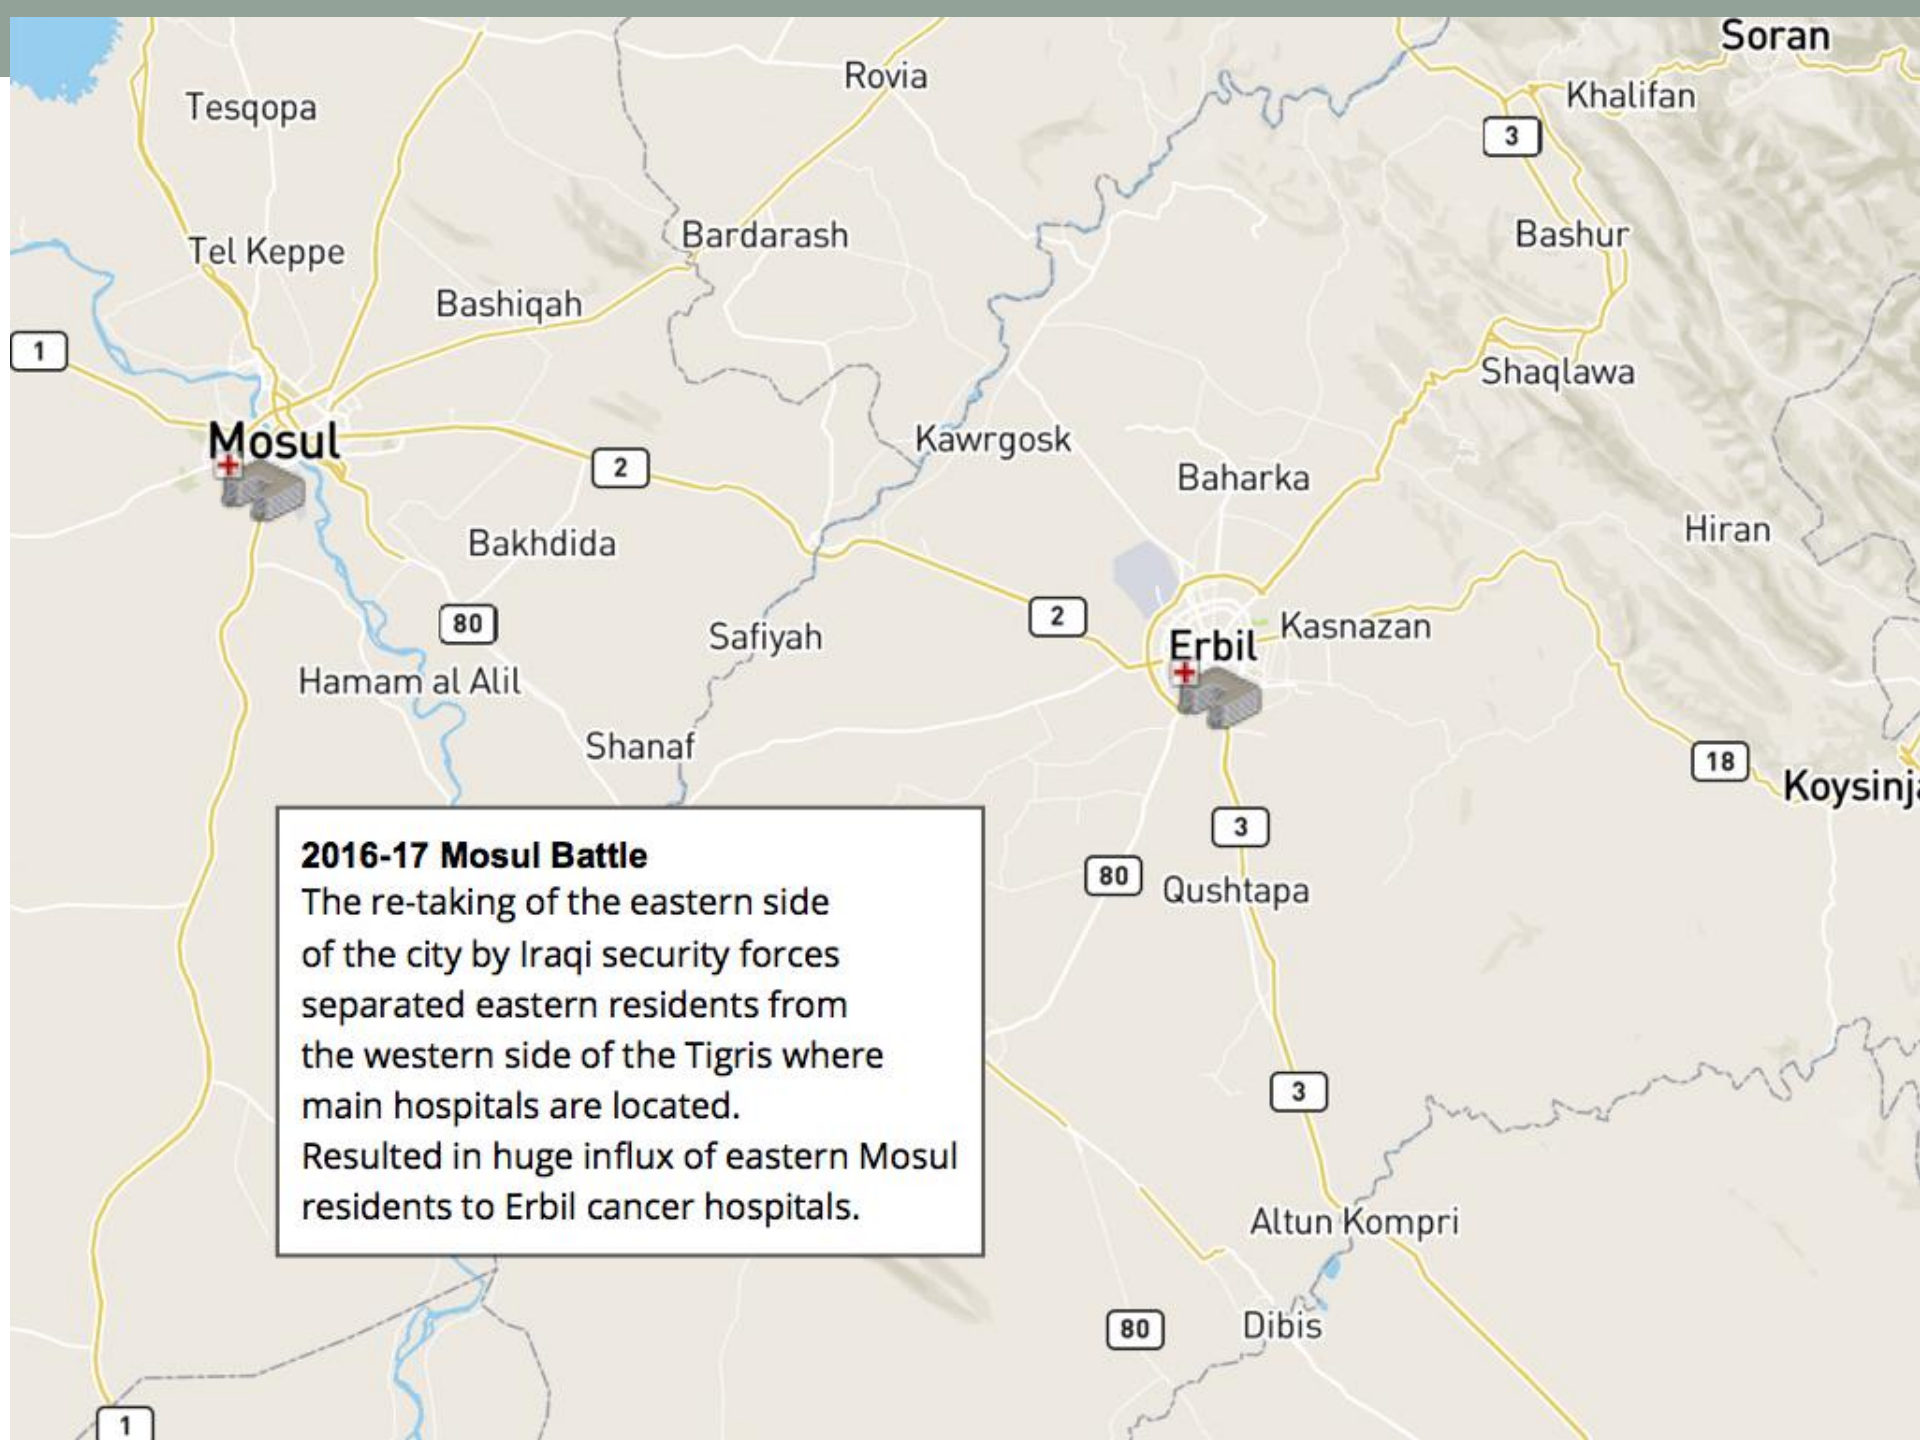 Soran
Rovia
Khalifan
Tesqopa
3
Bardarash
Bashur
Tel Keppe
Bashiqah
1
Shaqlawa
Mosul
Kawrgosk
2
Baharka
Hiran
Bakhdida
2
80
Kasnazan
Safiyah
Erbil
Hamam al Alil
Shanaf
18
Koysinj
3
2016-17 Mosul Battle
The re-taking of the eastern side
of the city by Iraqi security forces
separated eastern residents from
the western side of the Tigris where
main hospitals are located.
Resulted in huge influx of eastern Mosul
residents to Erbil cancer hospitals.
80
Qushtapa
3
Altun Kompri
80
Dibis
1